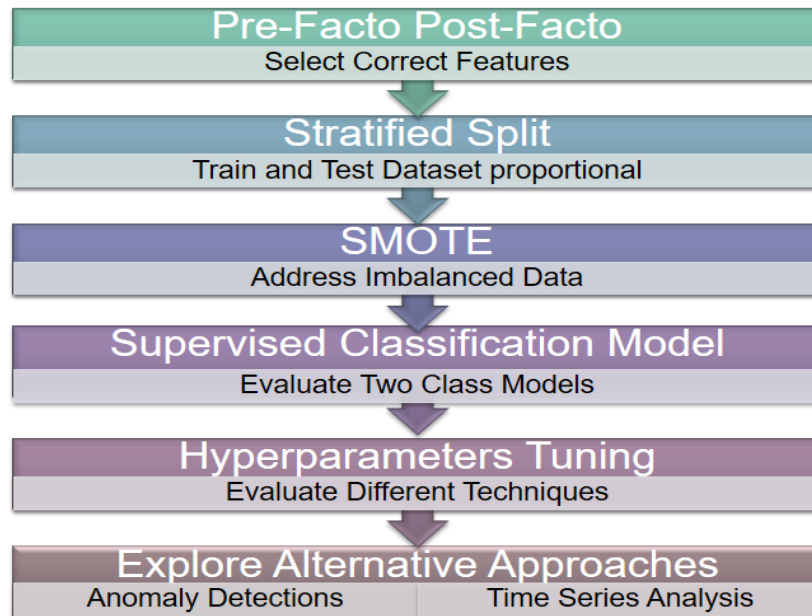 Pre-Facto Post-Facto
Select Correct Features
Stratified Split
Train and Test Dataset proportional
SMOTE
Address Imbalanced Data
Supervised Classification Model
Evaluate Two Class Models
Hyperparameters Tuning
Evaluate Different Techniques
Explore Alternative Approaches
Anomaly Detections
Time Series Analysis